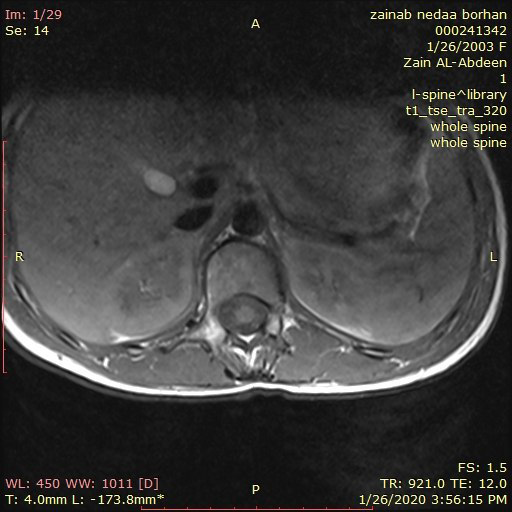 Im: 1/29
Se: 14
A
zainab nedaa borhan
000241342
1/26/2003 F
Zain AL-Abdeen
1
l-spine^library
t1_tse_tra_320
whole spine
whole spine
R
L
WL: 450 WW: 1011 [D]
T: 4.0mm L: -173.8mm*
P
FS: 1.5
TR: 921.0 TE: 12.0
1/26/2020 3:56:15 PM